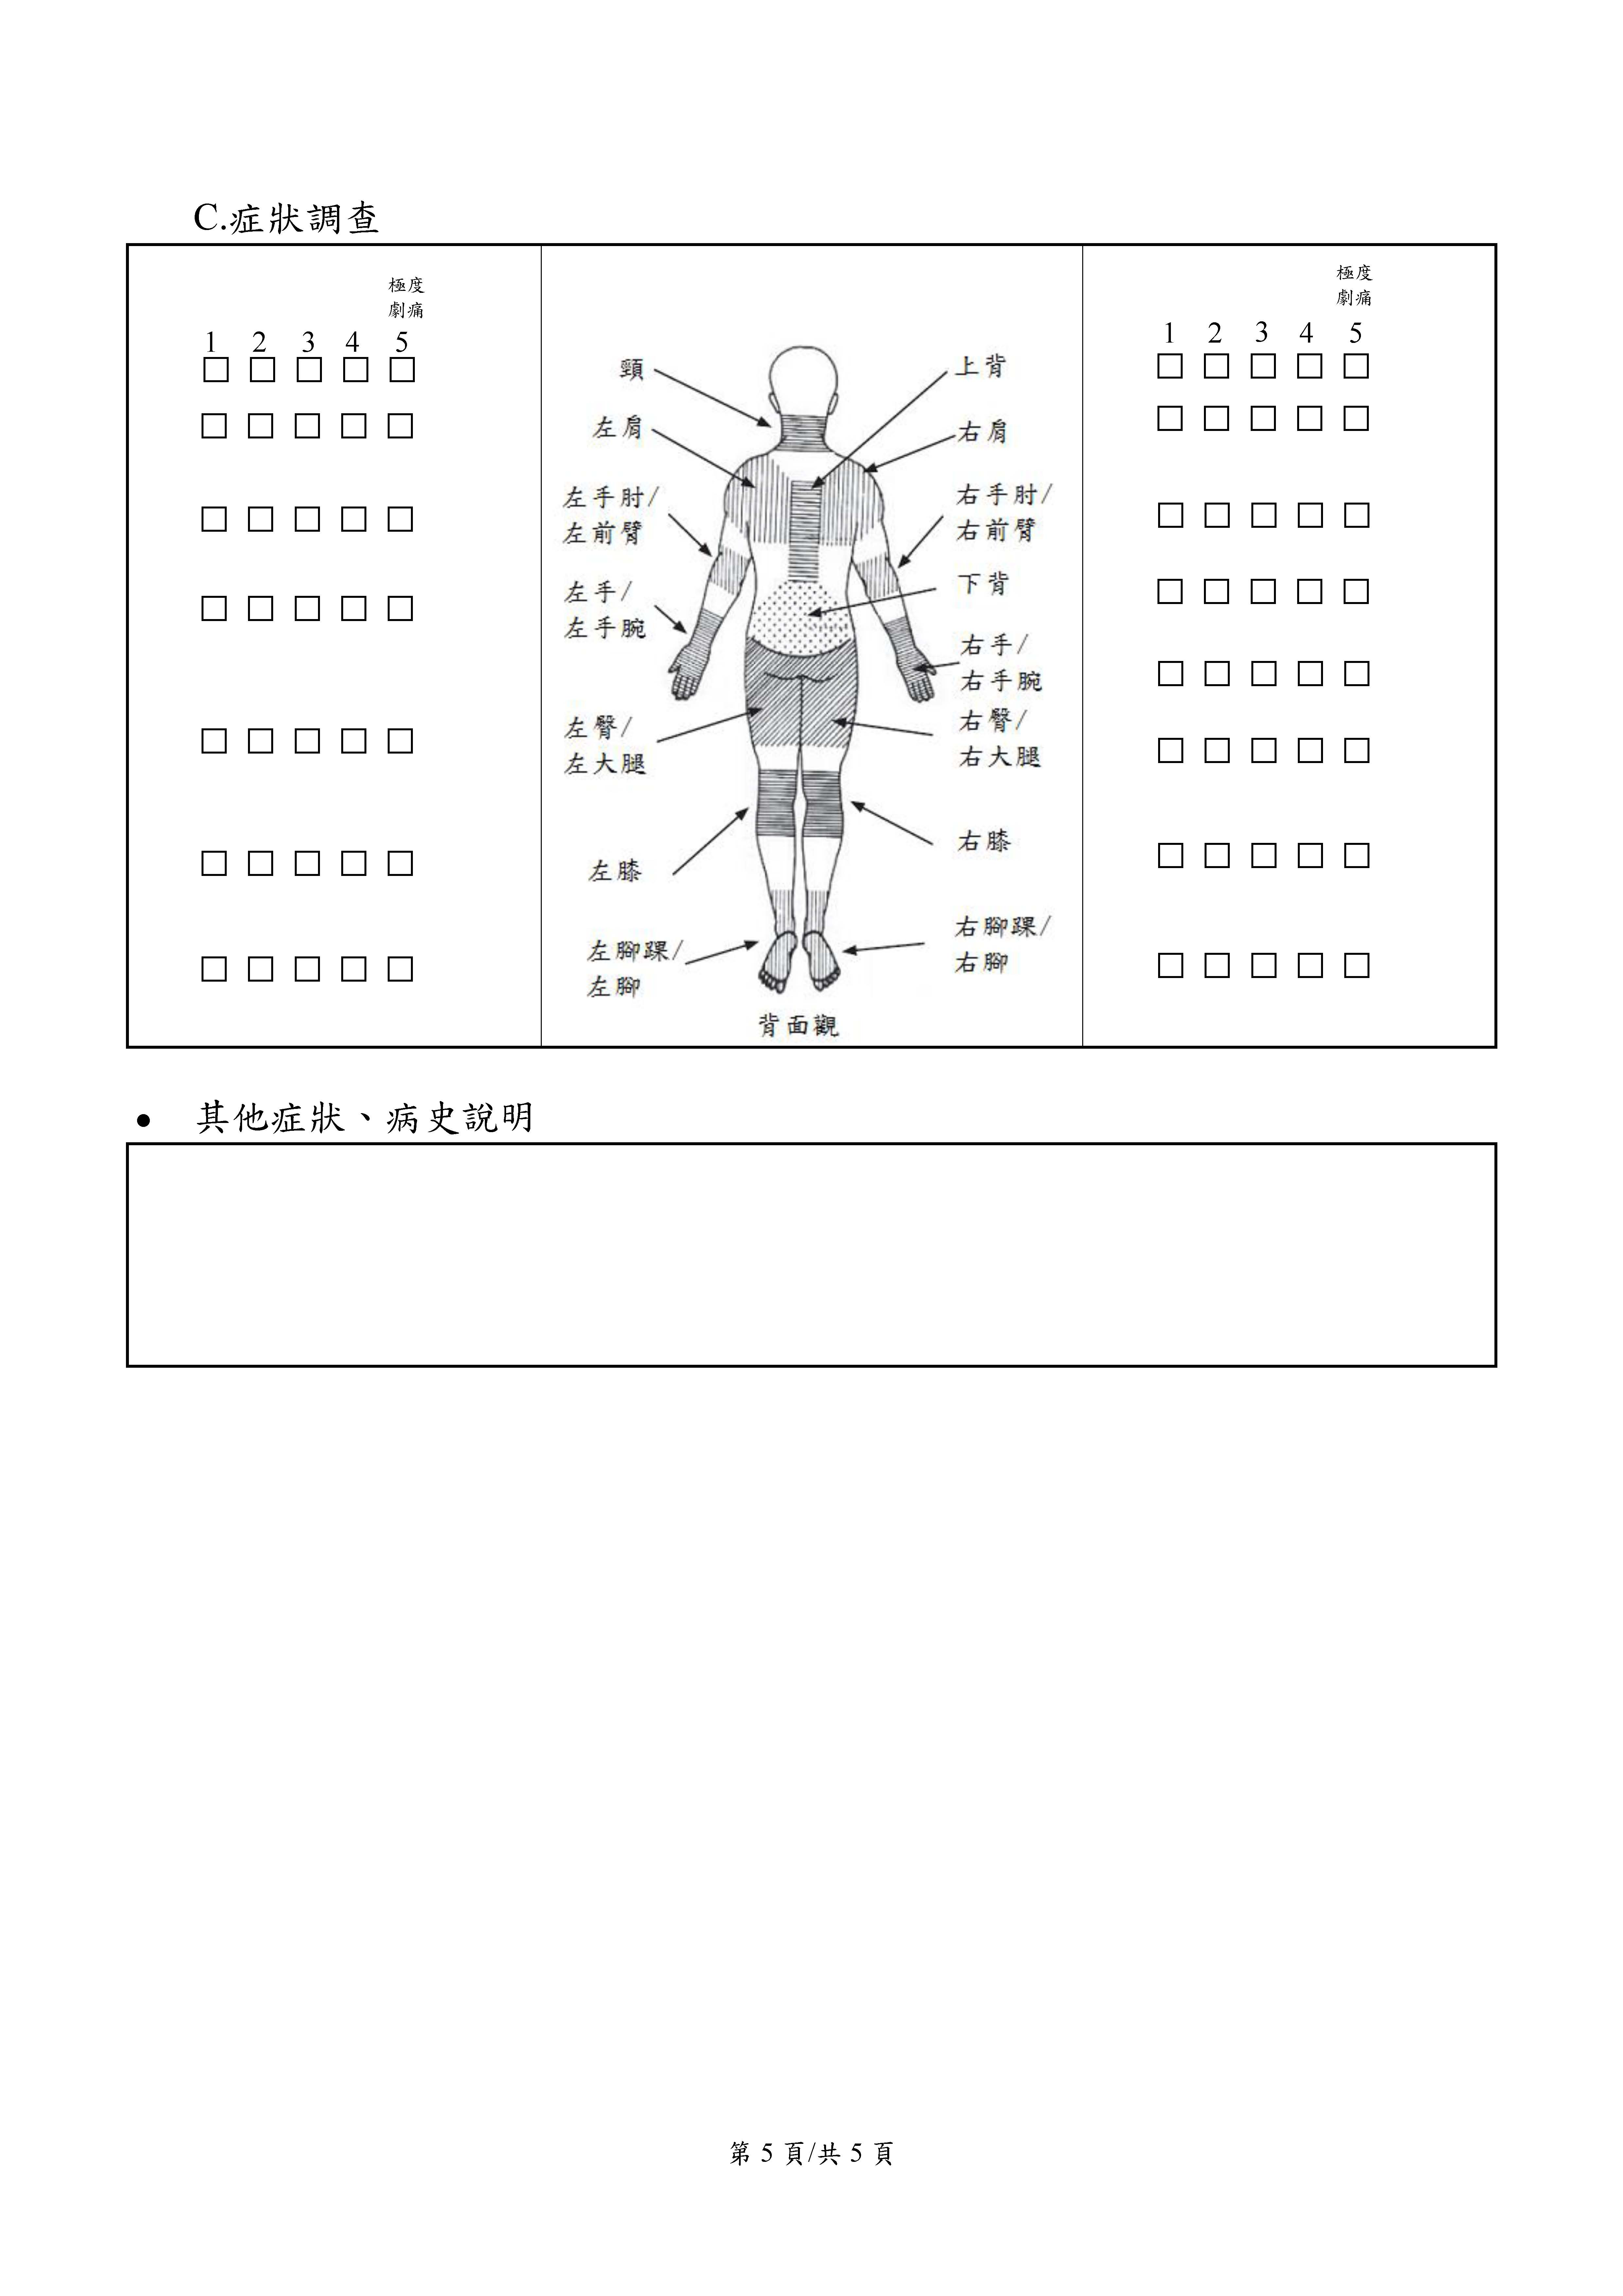 C.症狀調查
極度
劇痛
1 2 3 4 5
□ □ □ □ □
□ □ □ □ □
□ □ □ □ □
□ □ □ □ □
□ □ □ □ □
□ □ □ □ □
□ □ □ □ □
頸
左肩
左手肘/
左前臂
左手/
左手腕
左臀/
左大腿
左膝
左腳踝/
左腳
上背
右肩
右手肘/
右前臂
下背
右手/
右手腕
右臀/
右大腿
右膝
右腳踝/
右腳
背面觀
極度
劇痛
1 2 3 4 5
□ □ □ □ □
□ □ □ □ □
□ □ □ □ □
□ □ □ □ □
□ □ □ □ □
□ □ □ □ □
□ □ □ □ □
□ □ □ □ □
● 其他症狀、病史說明
第 5 頁/共 5 頁